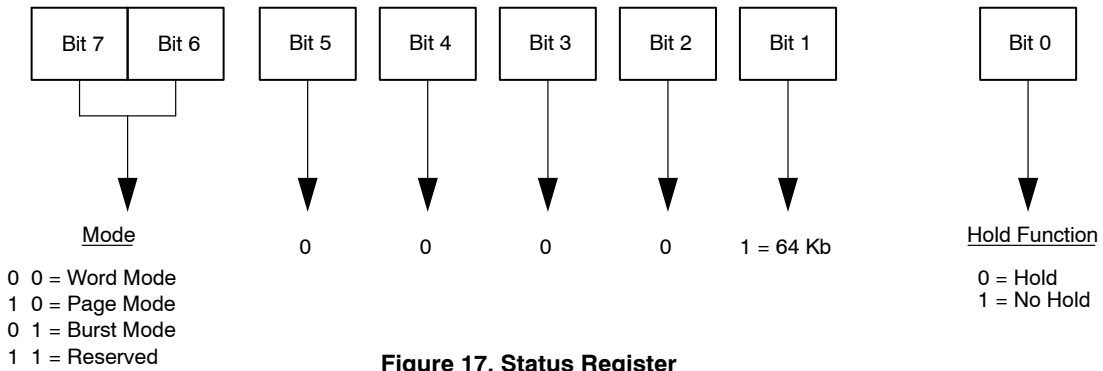 Bit 7 Bit 6 Bit 5 Bit 4 Bit 3 Bit 2 Bit 1 Bit 0
Mode
0 0 0 0 1 = 64 Kb
Hold Function
0 0 = Word Mode
1 0 = Page Mode
0 1 = Burst Mode
1 1 = Reserved
0 = Hold
1 = No Hold
Figure 17. Status Register